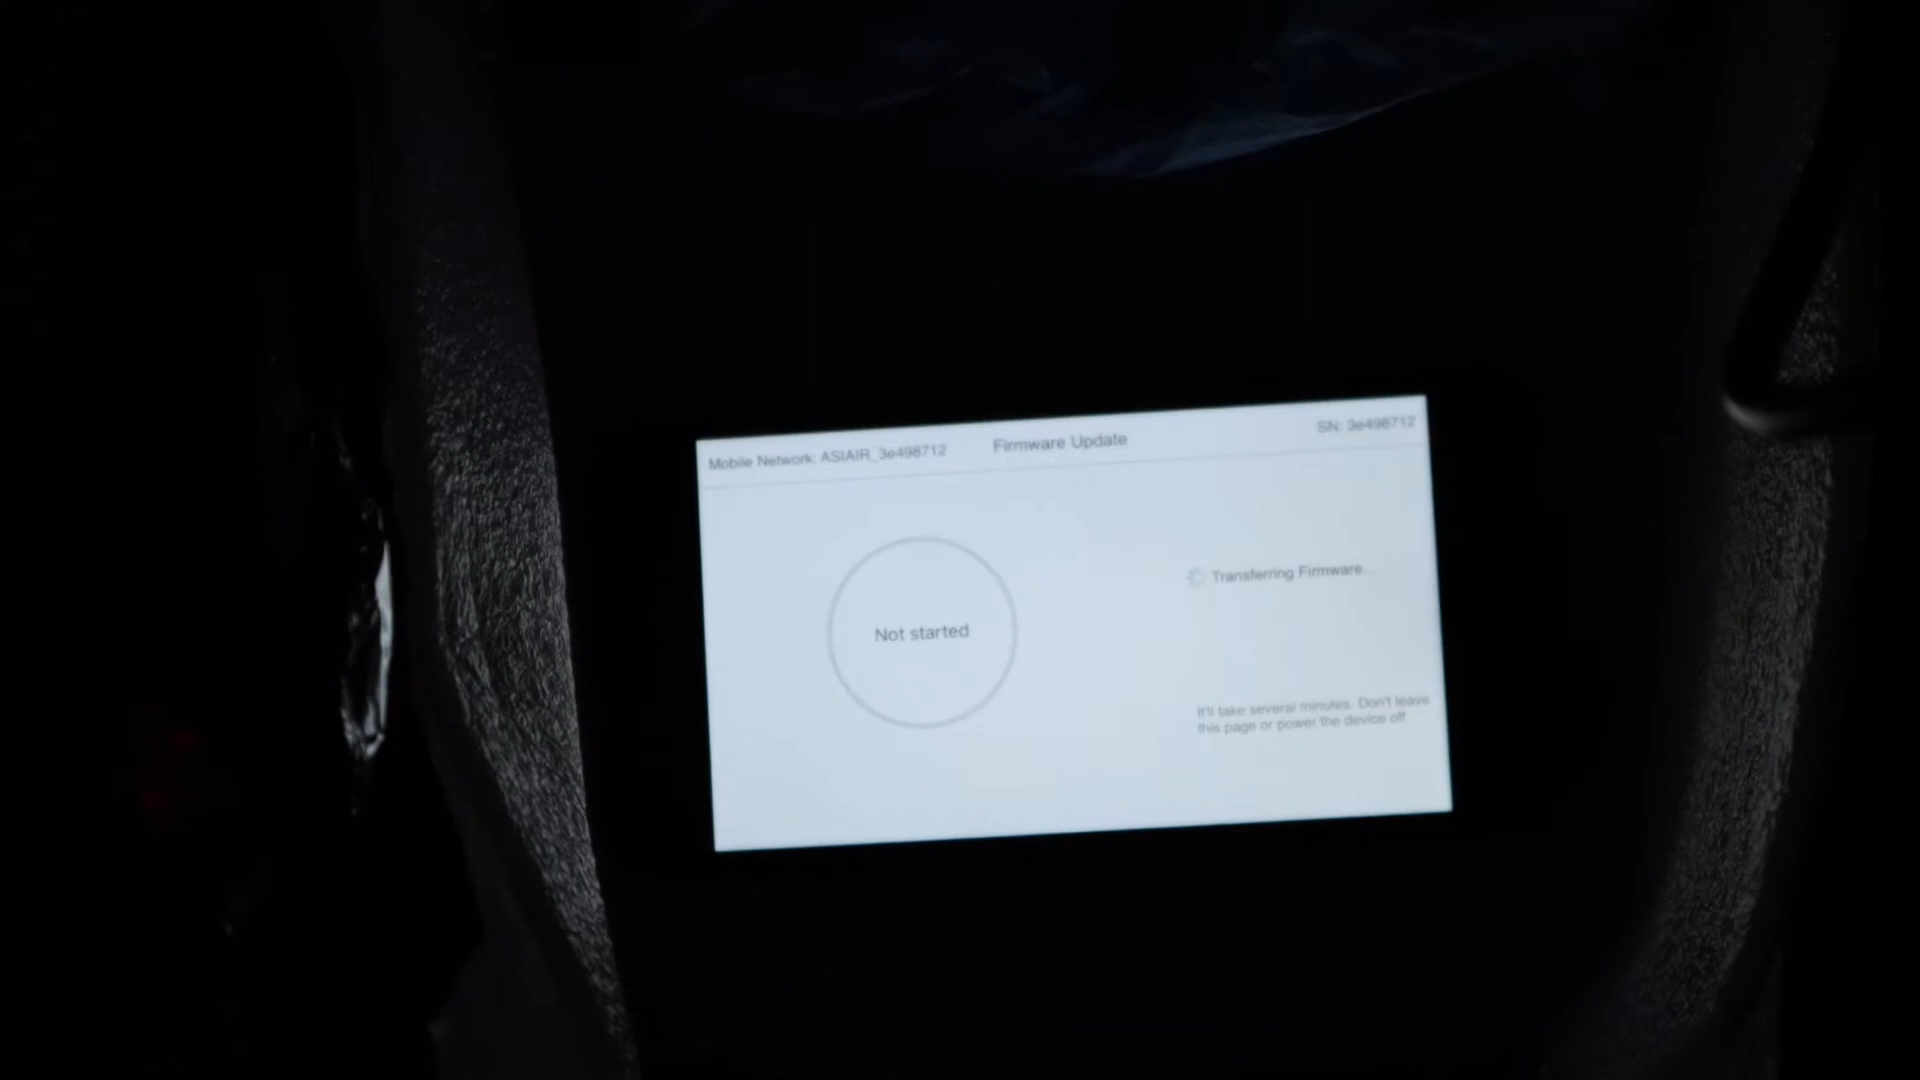 Mobile Network: ASIAIR_3e498712
Firmware Update
SN: 3e498712
Not started
Transferring Firmware...
It'll take several minutes. Don't leave
this page or power the device off